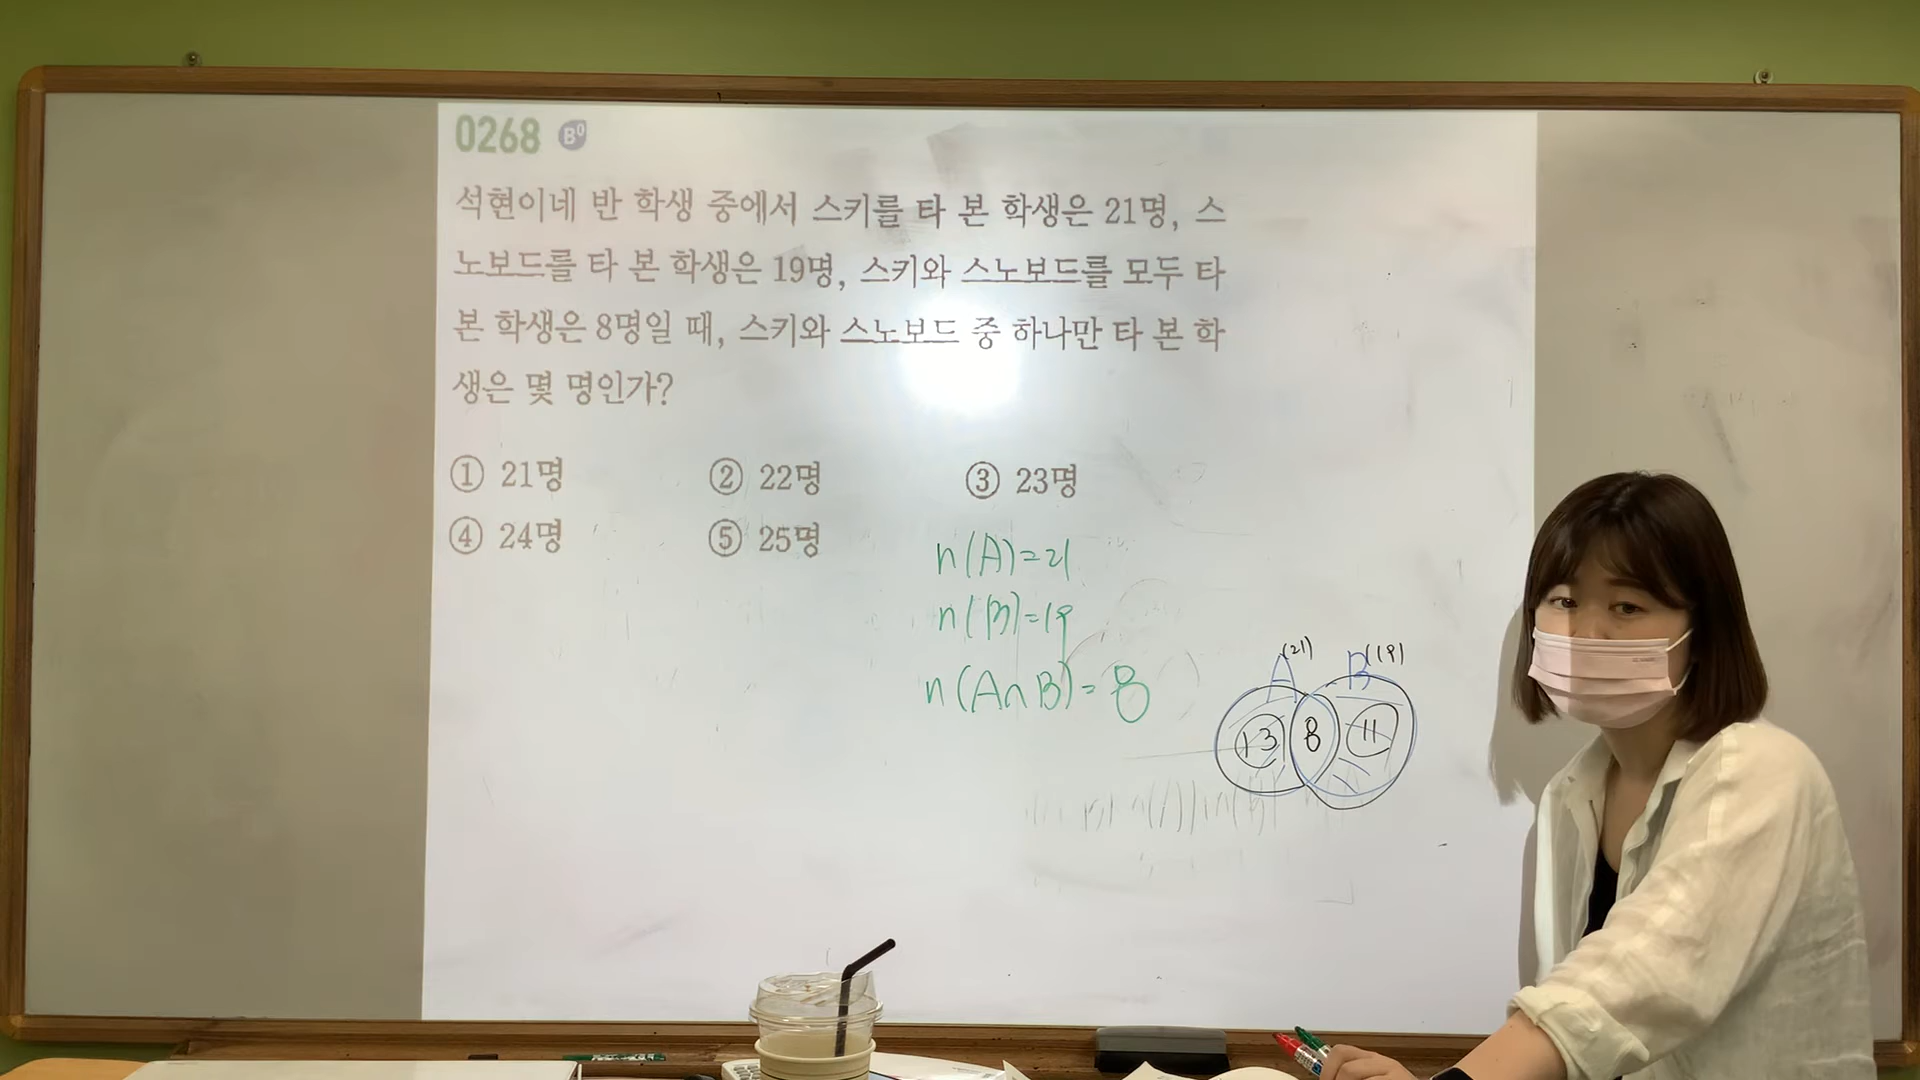 0268 B0
석현이네 반 학생 중에서 스키를 타 본 학생은 21명, 스
노보드를 타 본 학생은 19명, 스키와 스노보드를 모두 타
본 학생은 8명일 때, 스키와 스노보드 중 하나만 타 본 학
생은 몇 명인가?
① 21명 ② 22명 ③ 23명
④ 24명 ⑤ 25명
n(A)=21
n(B)=19
n(A∩B)=8
A(21) B(19)
13 8 11